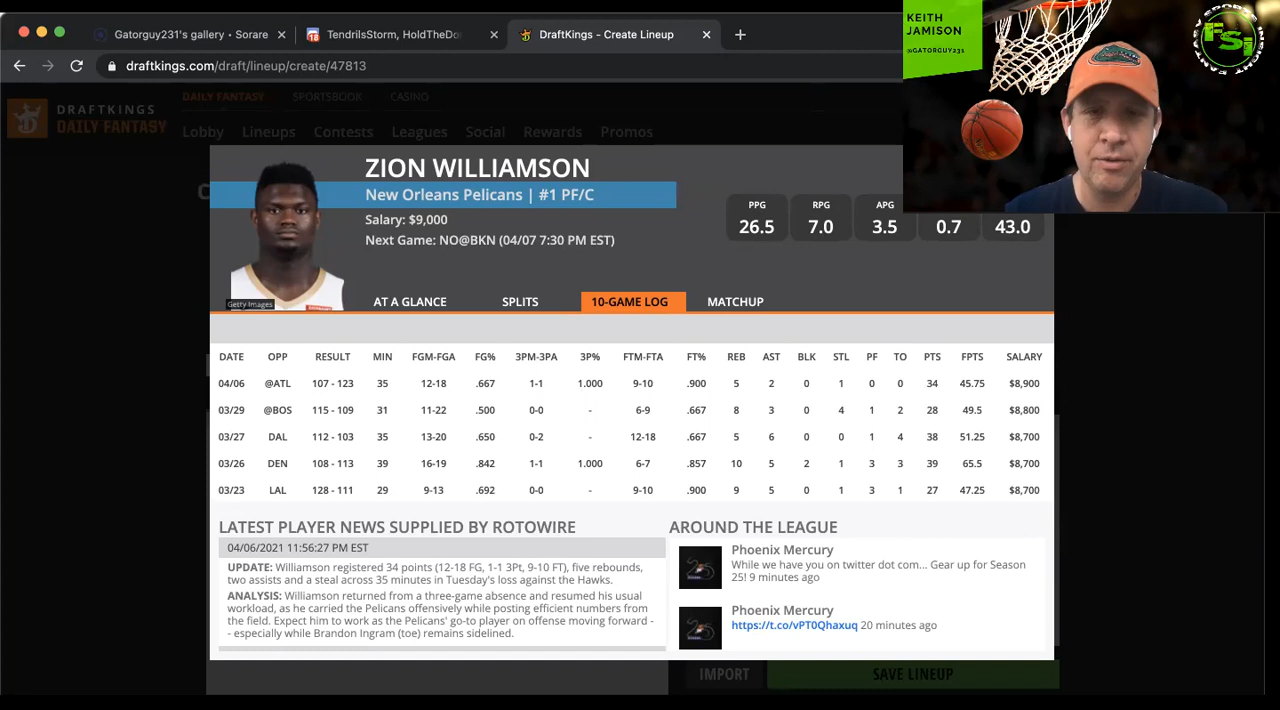 Gatorguy231's gallery • Sorare
TendrilsStorm, HoldTheDo
DraftKings - Create Lineup
draftkings.com/draft/lineup/create/47813
KEITH
JAMISON
@GATORGUY231
FSi
DRAFTKINGS
DAILY FANTASY
DAILY FANTASY SPORTSBOOK CASINO
Lobby Lineups Contests Leagues Social Rewards Promos
ZION WILLIAMSON
New Orleans Pelicans | #1 PF/C
Salary: $9,000
Next Game: NO@BKN (04/07 7:30 PM EST)
PPG RPG APG
26.5 7.0 3.5 0.7 43.0
Getty Images
AT A GLANCE SPLITS 10-GAME LOG MATCHUP
DATE OPP RESULT MIN FGM-FGA FG% 3PM-3PA 3P% FTM-FTA FT% REB AST BLK STL PF TO PTS FPTS SALARY
04/06 @ATL 107 - 123 35 12-18 .667 1-1 1.000 9-10 .900 5 2 0 1 0 0 34 45.75 $8,900
03/29 @BOS 115 - 109 31 11-22 .500 0-0 - 6-9 .667 8 3 0 4 1 2 28 49.5 $8,800
03/27 DAL 112 - 103 35 13-20 .650 0-2 - 12-18 .667 5 6 0 0 1 4 38 51.25 $8,700
03/26 DEN 108 - 113 39 16-19 .842 1-1 1.000 6-7 .857 10 5 2 1 3 3 39 65.5 $8,700
03/23 LAL 128 - 111 29 9-13 .692 0-0 - 9-10 .900 9 5 0 1 3 1 27 47.25 $8,700
LATEST PLAYER NEWS SUPPLIED BY ROTOWIRE
04/06/2021 11:56:27 PM EST
UPDATE: Williamson registered 34 points (12-18 FG, 1-1 3Pt, 9-10 FT), five rebounds,
two assists and a steal across 35 minutes in Tuesday's loss against the Hawks.
ANALYSIS: Williamson returned from a three-game absence and resumed his usual
workload, as he carried the Pelicans offensively while posting efficient numbers from
the field. Expect him to work as the Pelicans' go-to player on offense moving forward -
- especially while Brandon Ingram (toe) remains sidelined.
AROUND THE LEAGUE
Phoenix Mercury
While we have you on twitter dot com... Gear up for Season
25! 9 minutes ago
Phoenix Mercury
https://t.co/vPT0Qhaxuq 20 minutes ago
IMPORT SAVE LINEUP